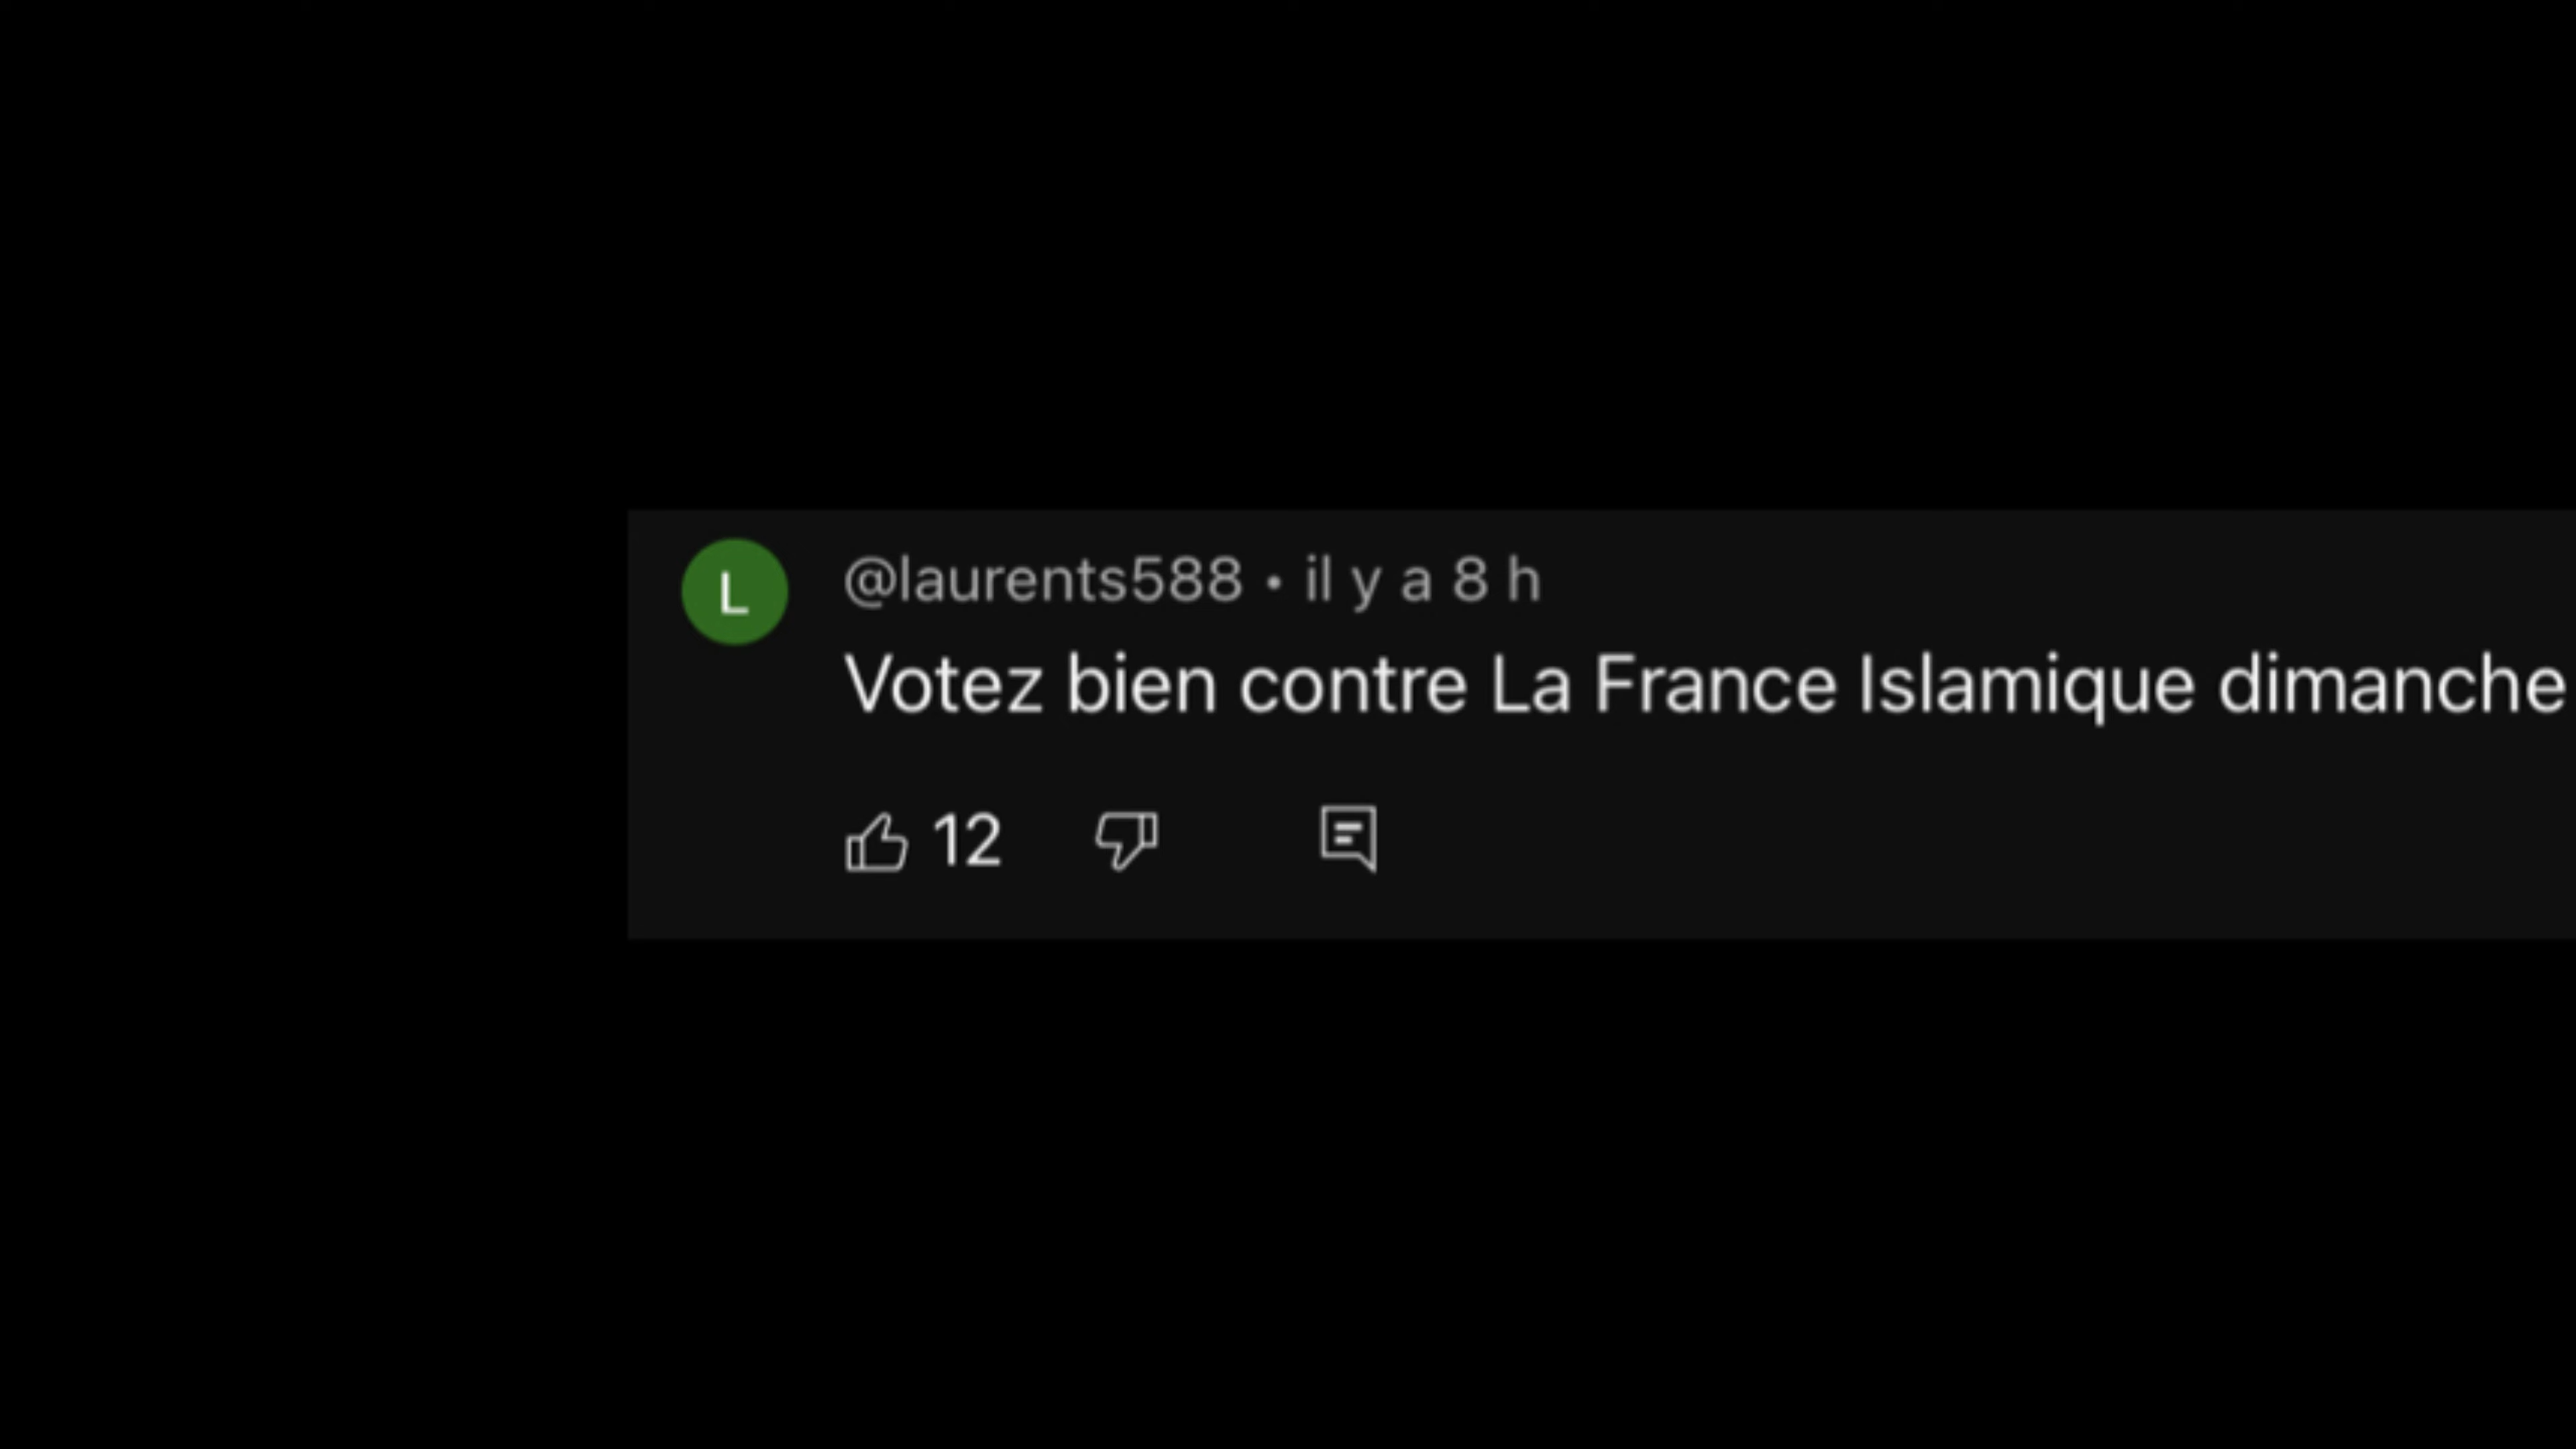 L
@laurents588 • il y a 8 h
Votez bien contre La France Islamique dimanche
12